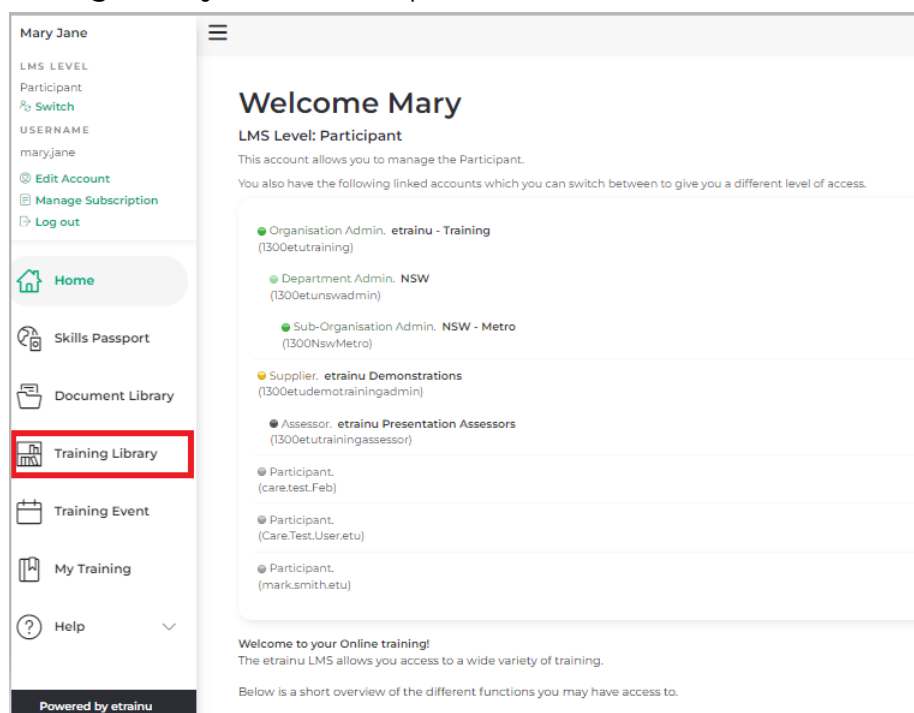 Mary Jane
LMS LEVEL
Participant
Switch
USERNAME
mary.jane
Edit Account
Manage Subscription
Log out
Home
Skills Passport
Document Library
Training Library
Training Event
My Training
Help
Powered by etrainu
Welcome Mary
LMS Level: Participant
This account allows you to manage the Participant.
You also have the following linked accounts which you can switch between to give you a different level of access.
Organisation Admin. etrainu - Training
(1300etutraining)
Department Admin. NSW
(1300etunswadmin)
Sub-Organisation Admin. NSW - Metro
(1300NswMetro)
Supplier. etrainu Demonstrations
(1300etudemotrainingadmin)
Assessor. etrainu Presentation Assessors
(1300etutrainingassessor)
Participant.
(care.test.Feb)
Participant.
(Care.Test.User.etu)
Participant.
(mark.smith.etu)
Welcome to your Online training!
The etrainu LMS allows you access to a wide variety of training.
Below is a short overview of the different functions you may have access to.